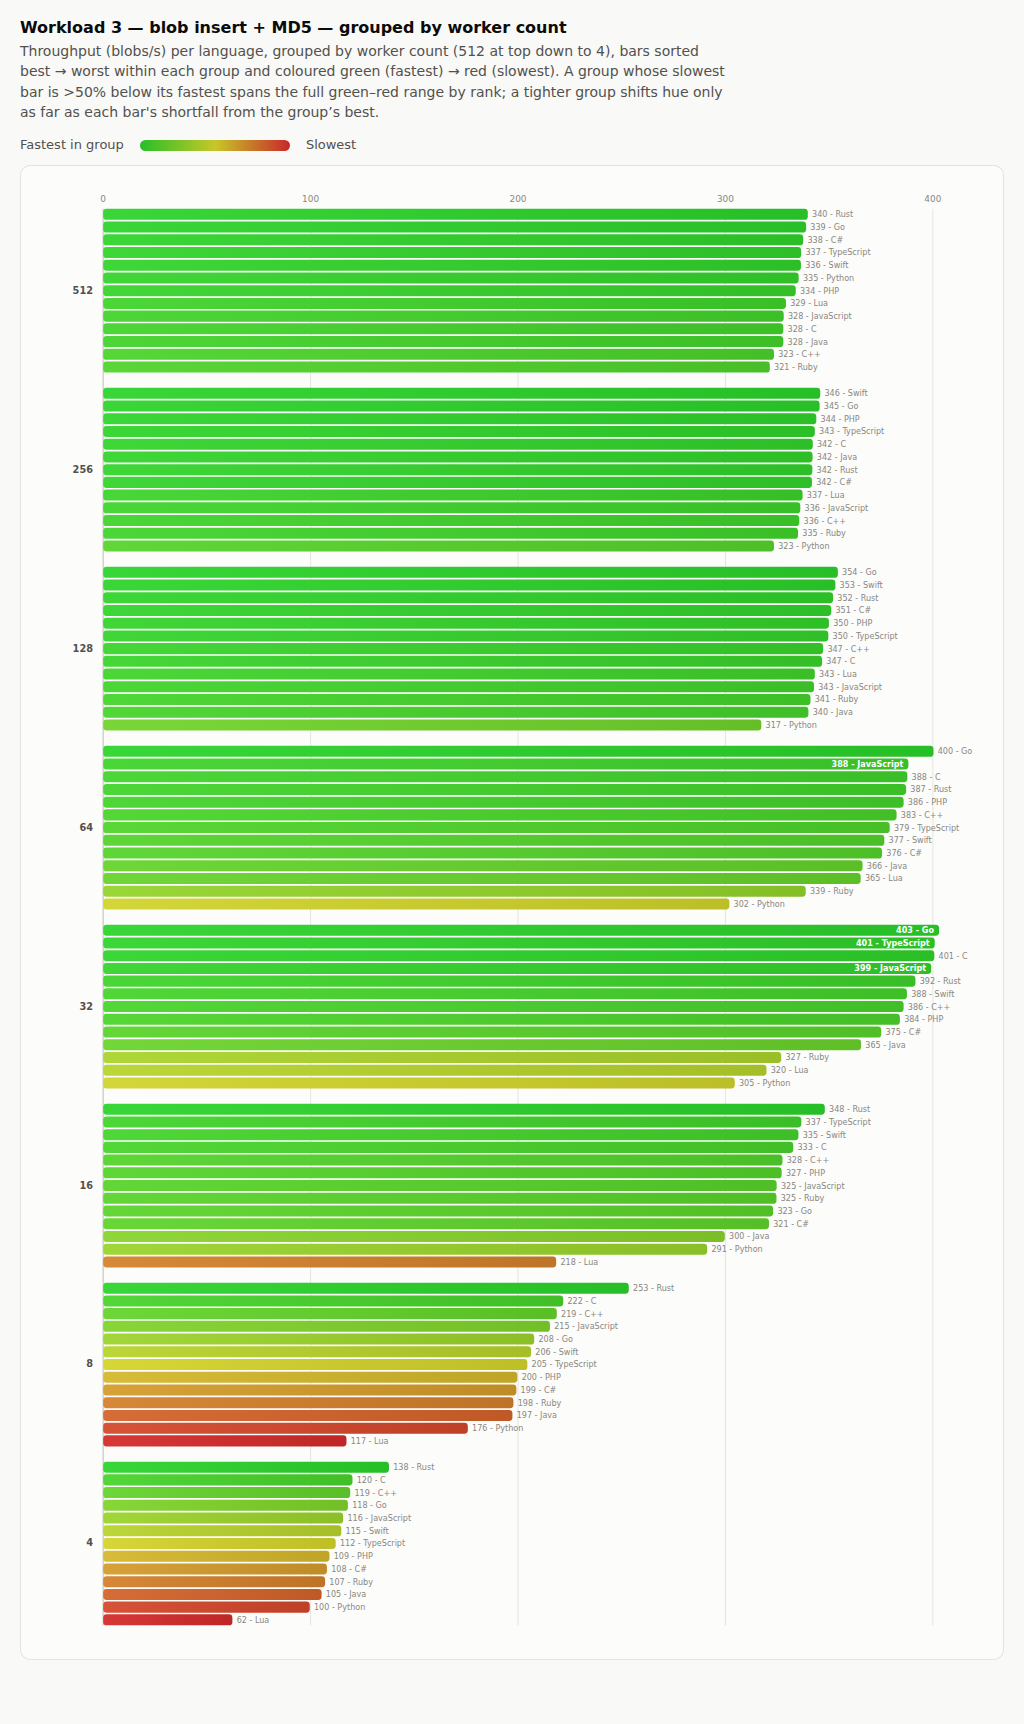 Workload 3 — blob insert + MD5 — grouped by worker count
Throughput (blobs/s) per language, grouped by worker count (512 at top down to 4), bars sorted
best → worst within each group and coloured green (fastest) → red (slowest). A group whose slowest
bar is >50% below its fastest spans the full green–red range by rank; a tighter group shifts hue only
as far as each bar's shortfall from the group’s best.
Fastest in group Slowest
0 100 200 300 400
340 - Rust
339 - Go
338 - C#
337 - TypeScript
336 - Swift
335 - Python
512
334 - PHP
329 - Lua
328 - JavaScript
328 - C
328 - Java
323 - C++
321 - Ruby
346 - Swift
345 - Go
344 - PHP
343 - TypeScript
342 - C
342 - Java
256
342 - Rust
342 - C#
337 - Lua
336 - JavaScript
336 - C++
335 - Ruby
323 - Python
354 - Go
353 - Swift
352 - Rust
351 - C#
350 - PHP
350 - TypeScript
128
347 - C++
347 - C
343 - Lua
343 - JavaScript
341 - Ruby
340 - Java
317 - Python
400 - Go
388 - JavaScript
388 - C
387 - Rust
386 - PHP
383 - C++
64
379 - TypeScript
377 - Swift
376 - C#
366 - Java
365 - Lua
339 - Ruby
302 - Python
403 - Go
401 - TypeScript
401 - C
399 - JavaScript
392 - Rust
388 - Swift
32
386 - C++
384 - PHP
375 - C#
365 - Java
327 - Ruby
320 - Lua
305 - Python
348 - Rust
337 - TypeScript
335 - Swift
333 - C
328 - C++
327 - PHP
16
325 - JavaScript
325 - Ruby
323 - Go
321 - C#
300 - Java
291 - Python
218 - Lua
253 - Rust
222 - C
219 - C++
215 - JavaScript
208 - Go
206 - Swift
8
205 - TypeScript
200 - PHP
199 - C#
198 - Ruby
197 - Java
176 - Python
117 - Lua
138 - Rust
120 - C
119 - C++
118 - Go
116 - JavaScript
115 - Swift
4
112 - TypeScript
109 - PHP
108 - C#
107 - Ruby
105 - Java
100 - Python
62 - Lua